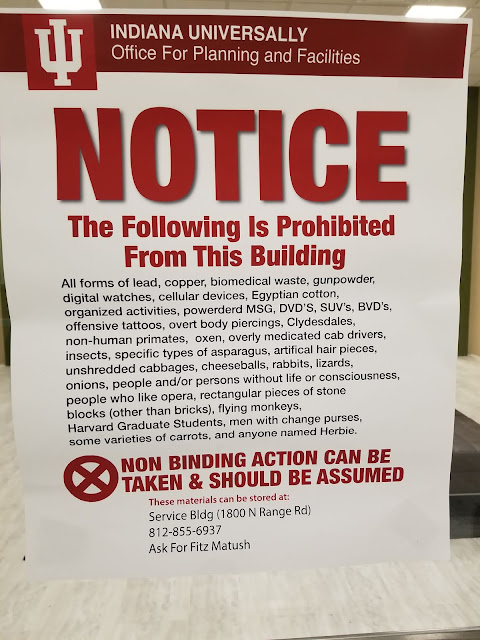 IU
INDIANA UNIVERSALLY
Office For Planning and Facilities
NOTICE
The Following Is Prohibited
From This Building
All forms of lead, copper, biomedical waste, gunpowder,
digital watches, cellular devices, Egyptian cotton,
organized activities, powderd MSG, DVD'S, SUV's, BVD's,
offensive tattoos, overt body piercings, Clydesdales,
non-human primates, oxen, overly medicated cab drivers,
insects, specific types of asparagus, artifical hair pieces,
unshredded cabbages, cheeseballs, rabbits, lizards,
onions, people and/or persons without life or consciousness,
people who like opera, rectangular pieces of stone
blocks (other than bricks), flying monkeys,
Harvard Graduate Students, men with change purses,
some varieties of carrots, and anyone named Herbie.
NON BINDING ACTION CAN BE
TAKEN & SHOULD BE ASSUMED
These materials can be stored at:
Service Bldg (1800 N Range Rd)
812-855-6937
Ask For Fitz Matush